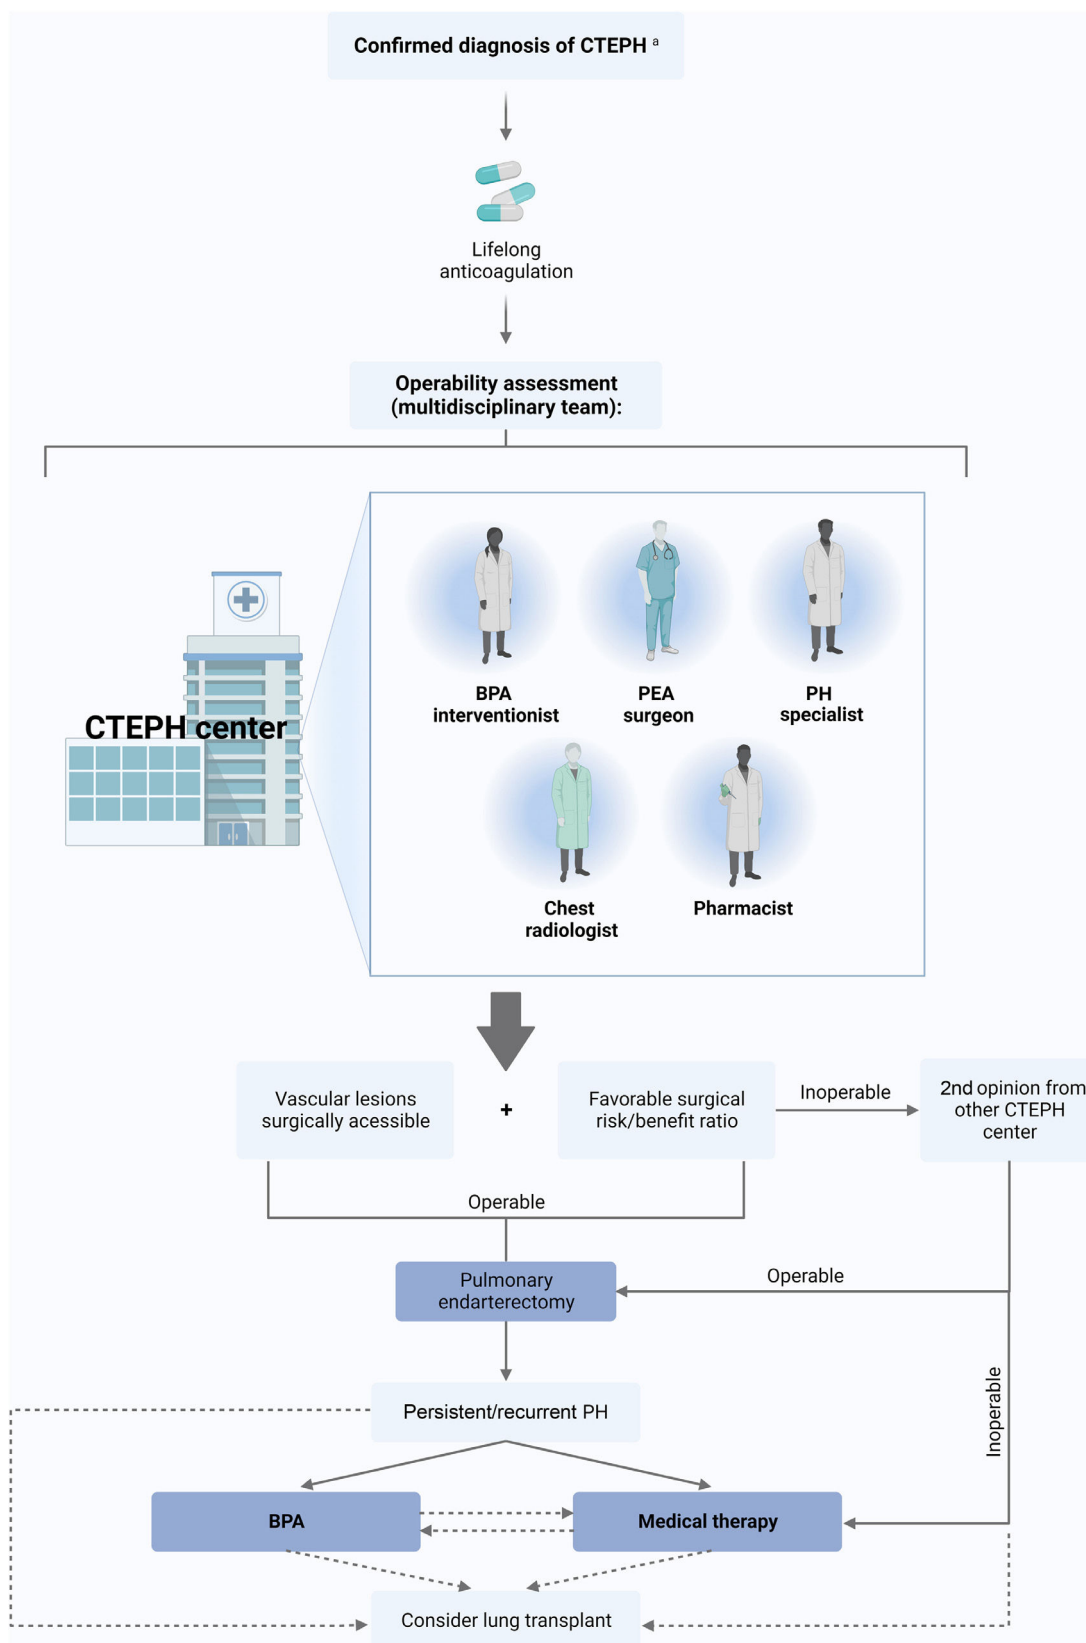 Confirmed diagnosis of CTEPH a
Lifelong
anticoagulation
Operability assessment
(multidisciplinary team):
CTEPH center
BPA
interventionist
PEA
surgeon
PH
specialist
Chest
radiologist
Pharmacist
Vascular lesions
surgically acessible
+
Favorable surgical
risk/benefit ratio
Inoperable
2nd opinion from
other CTEPH
center
Operable
Pulmonary
endarterectomy
Operable
Inoperable
Persistent/recurrent PH
BPA
Medical therapy
Consider lung transplant